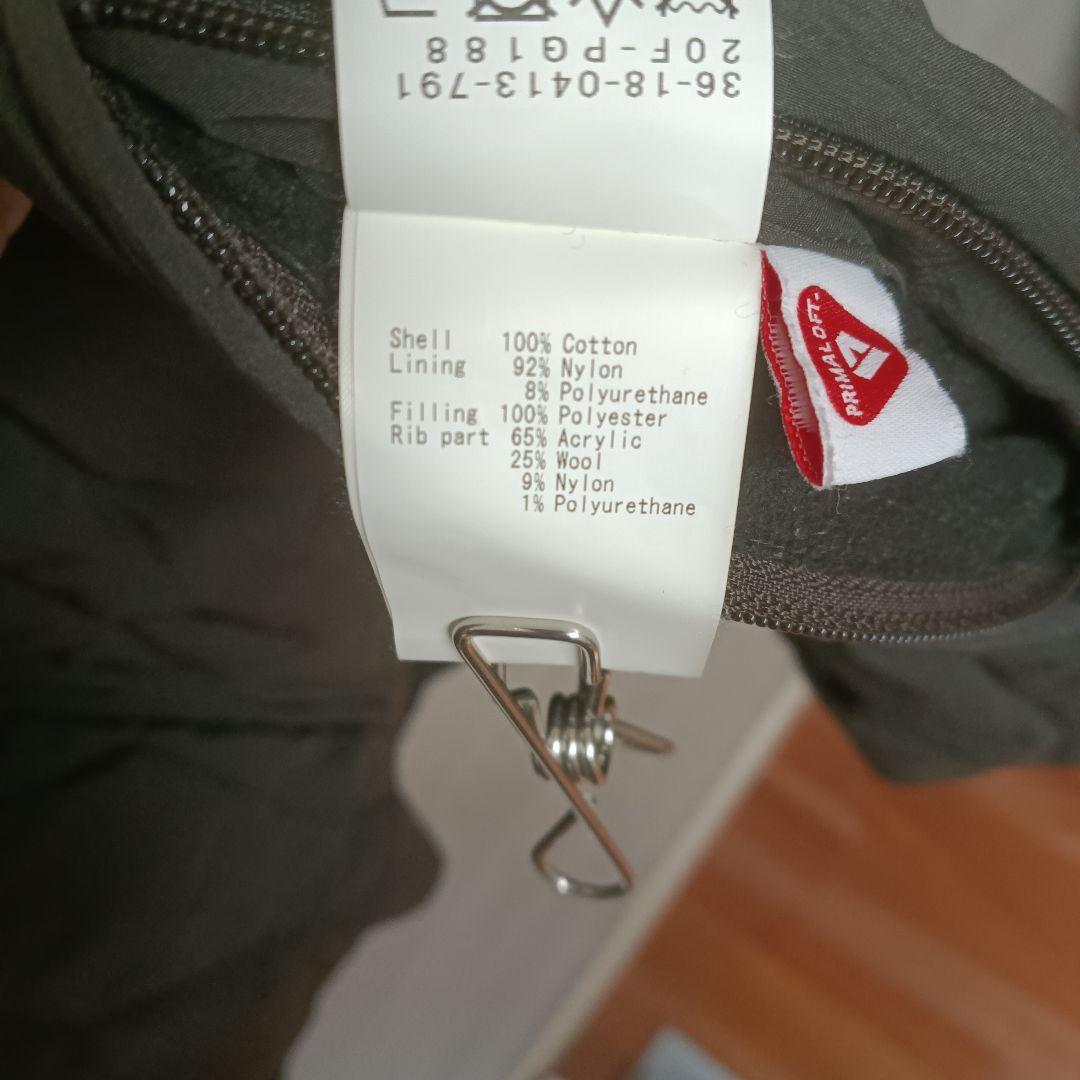 36-18-0413-791
20F-PG188
Shell 100% Cotton
Lining 92% Nylon
8% Polyurethane
Filling 100% Polyester
Rib part 65% Acrylic
25% Wool
9% Nylon
1% Polyurethane
PRIMALOFT